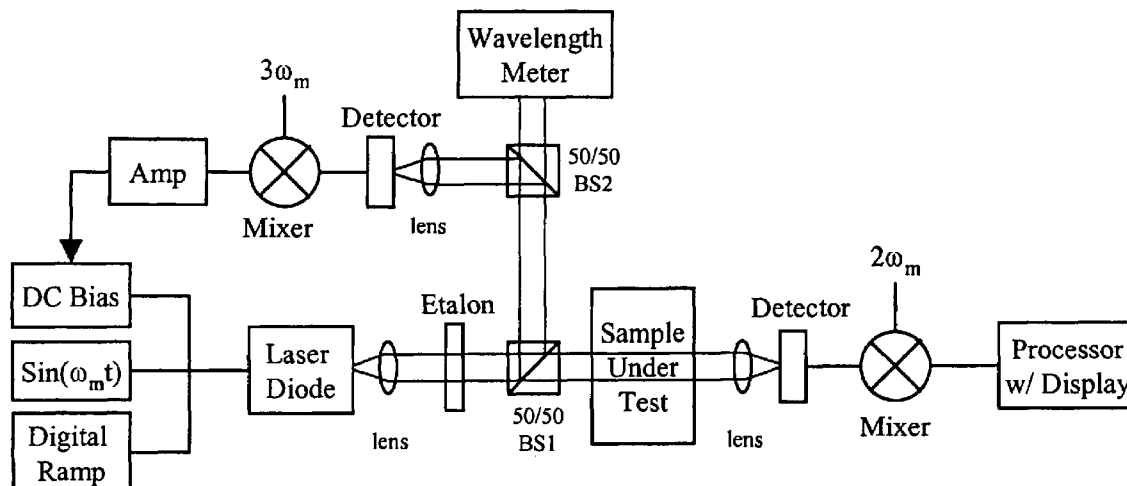 Wavelength
Meter
3ω_m
Detector
50/50
BS2
Amp
Mixer
lens
2ω_m
DC Bias
Etalon
Detector
Sin(ω_m t)
Laser
Diode
Sample
Under
Test
Processor
w/ Display
50/50
BS1
lens
lens
Mixer
Digital
Ramp